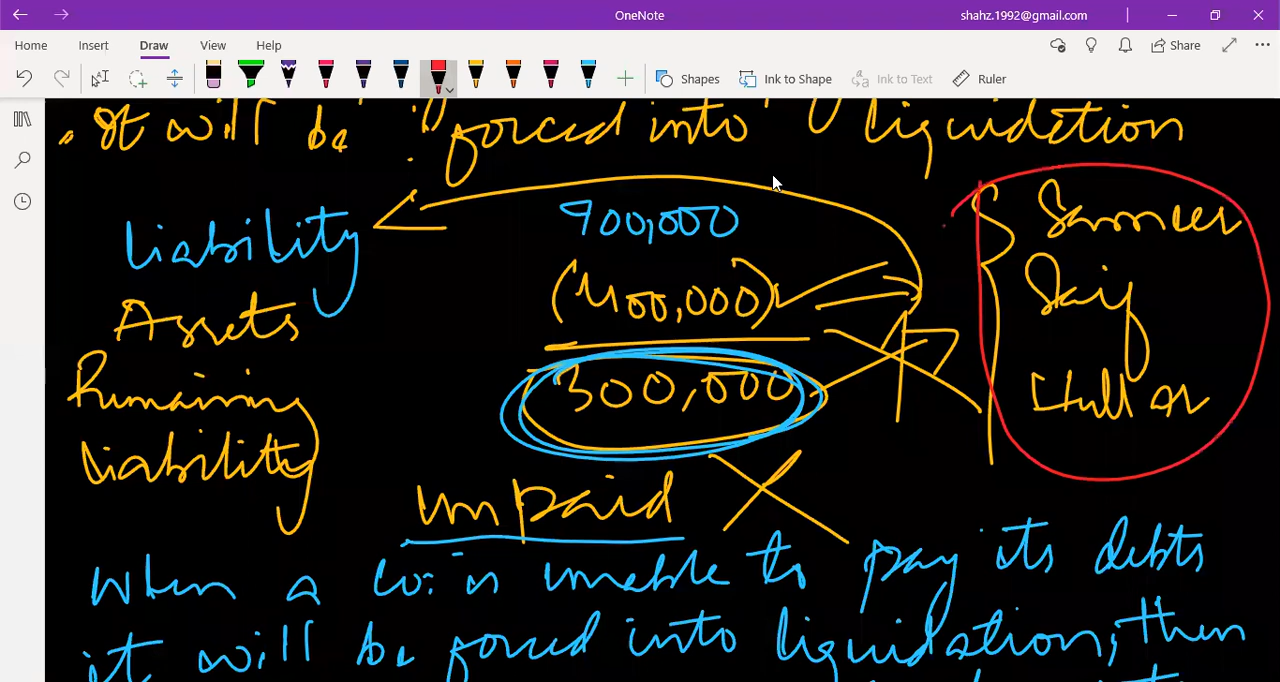 OneNote
shahz.1992@gmail.com
Home Insert Draw View Help
Share
Shapes
Ink to Shape
Ink to Text
Ruler
It will be "forced into" liquidation
Liability 700,000
Assets (400,000)
Remaining Liability 300,000
Saif
unpaid
When a co. is unable to pay its debts
it will be forced into liquidation, then